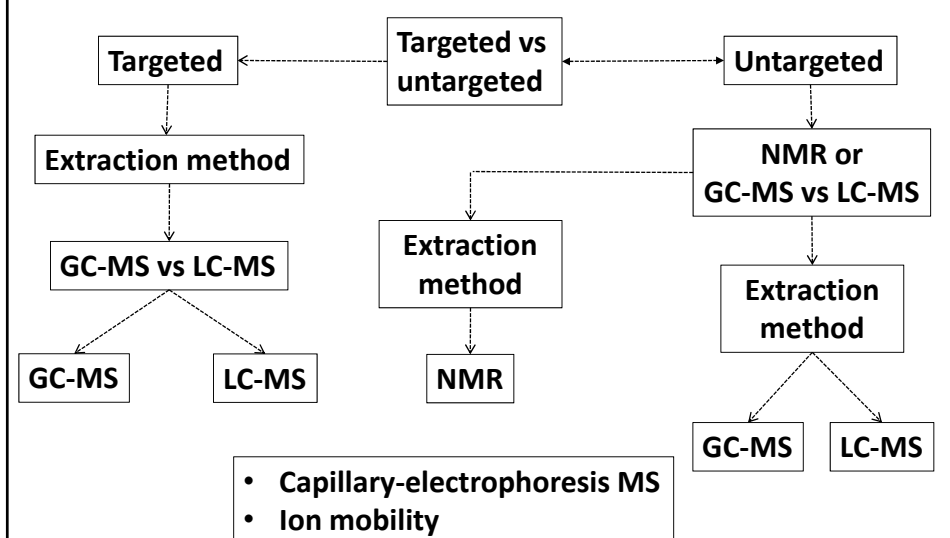 Targeted
Targeted vs
untargeted
Untargeted
Extraction method
NMR or
GC-MS vs LC-MS
Extraction
method
GC-MS vs LC-MS
Extraction
method
GC-MS
LC-MS
NMR
GC-MS
LC-MS
• Capillary-electrophoresis MS
• Ion mobility